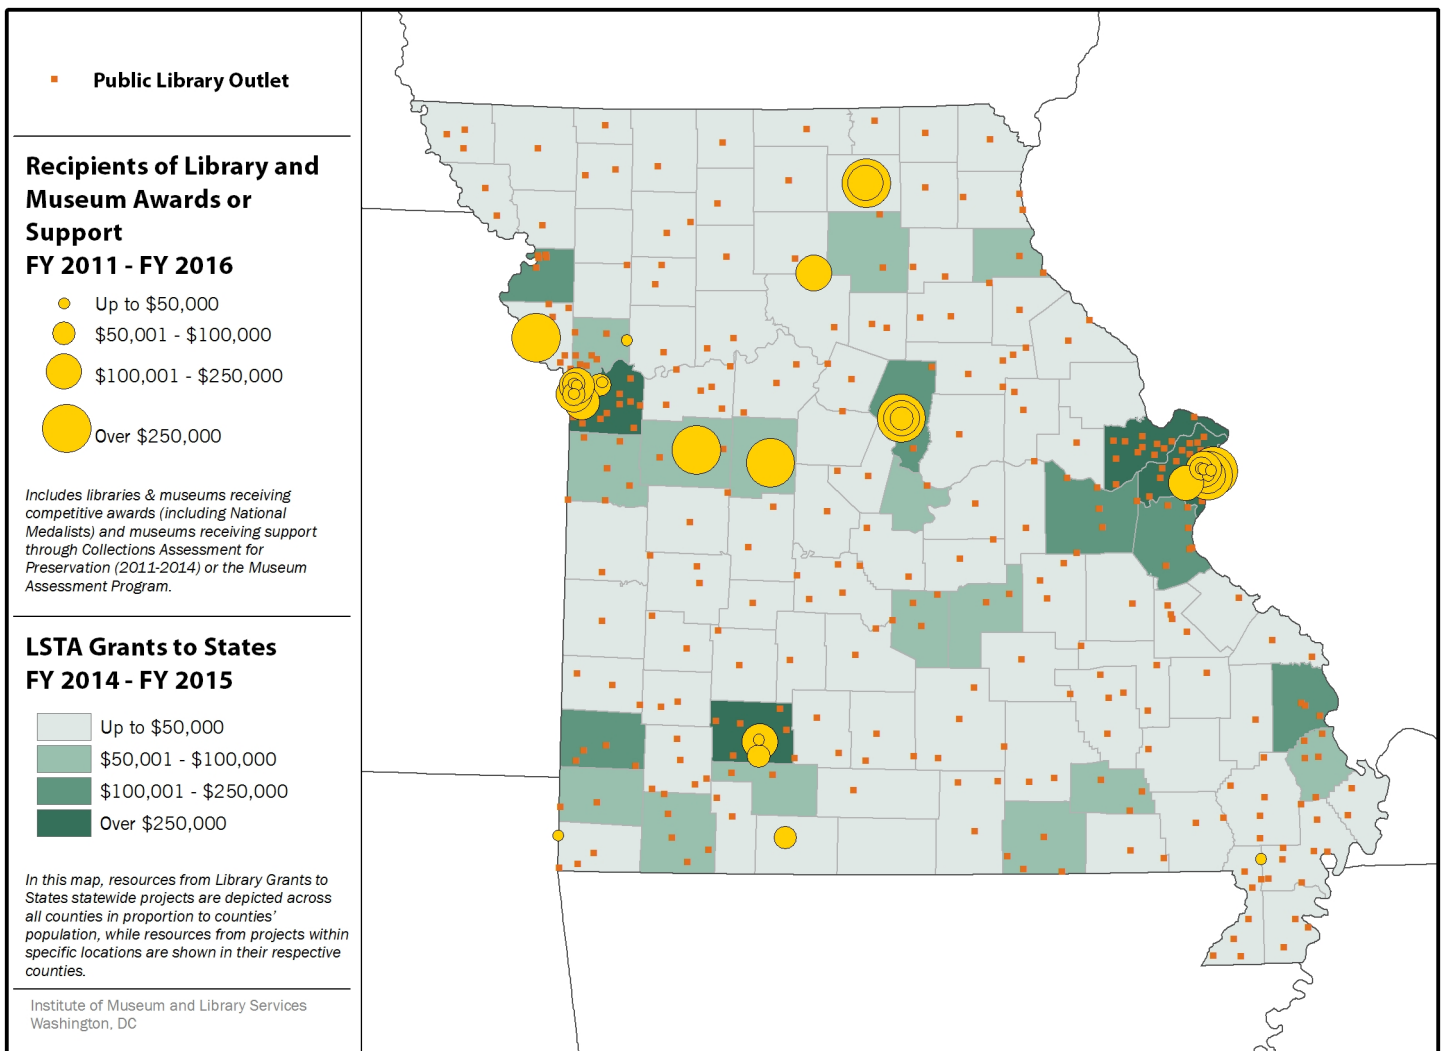 Public Library Outlet
Recipients of Library and
Museum Awards or
Support
FY 2011 - FY 2016
Up to $50,000
$50,001 - $100,000
$100,001 - $250,000
Over $250,000
Includes libraries & museums receiving
competitive awards (including National
Medalists) and museums receiving support
through Collections Assessment for
Preservation (2011-2014) or the Museum
Assessment Program.
LSTA Grants to States
FY 2014 - FY 2015
Up to $50,000
$50,001 - $100,000
$100,001 - $250,000
Over $250,000
In this map, resources from Library Grants to
States statewide projects are depicted across
all counties in proportion to counties’
population, while resources from projects within
specific locations are shown in their respective
counties.
Institute of Museum and Library Services
Washington, DC